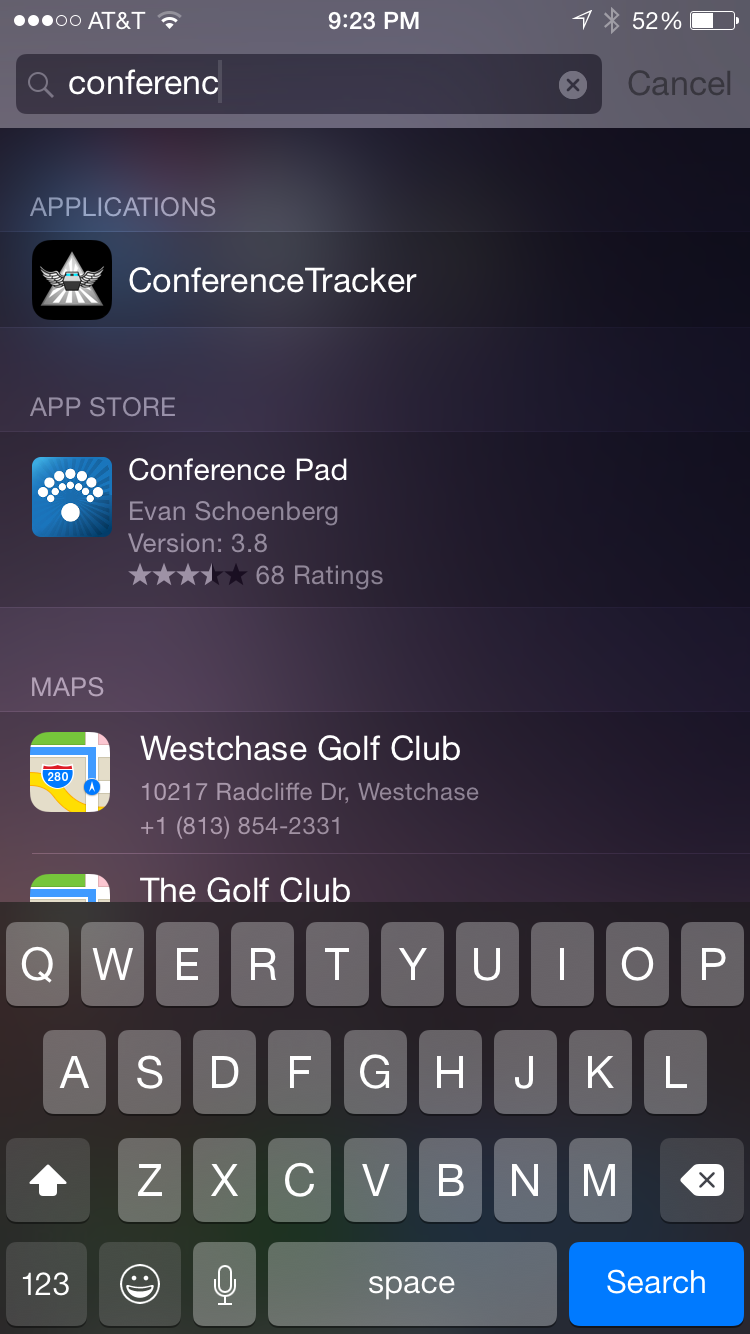 AT&T 9:23 PM 52%
conferenc Cancel
APPLICATIONS
ConferenceTracker
APP STORE
Conference Pad
Evan Schoenberg
Version: 3.8
68 Ratings
MAPS
280
Westchase Golf Club
10217 Radcliffe Dr, Westchase
+1 (813) 854-2331
The Golf Club
Q W E R T Y U I O P
A S D F G H J K L
Z X C V B N M
123 space Search